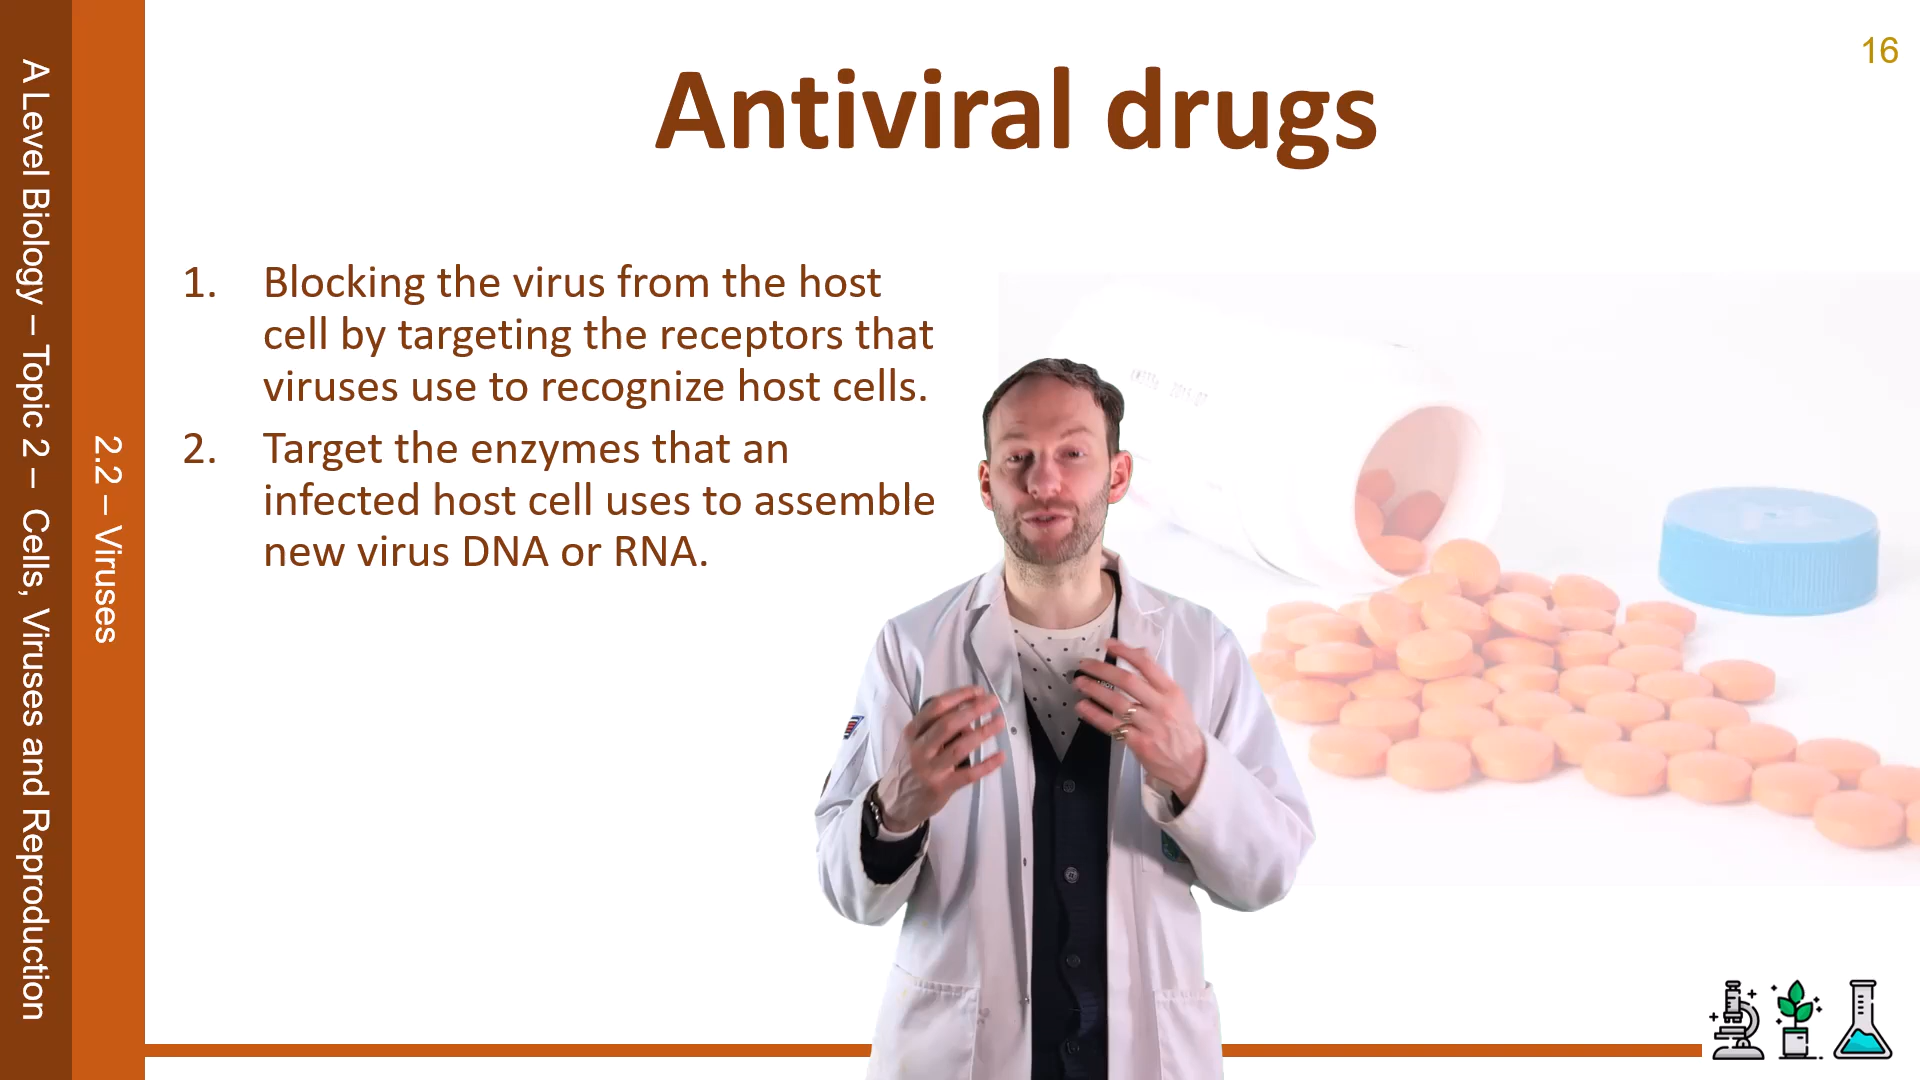 16
Antiviral drugs
1. Blocking the virus from the host
cell by targeting the receptors that
viruses use to recognize host cells.
2. Target the enzymes that an
infected host cell uses to assemble
new virus DNA or RNA.
A Level Biology – Topic 2 – Cells, Viruses and Reproduction
2.2 – Viruses